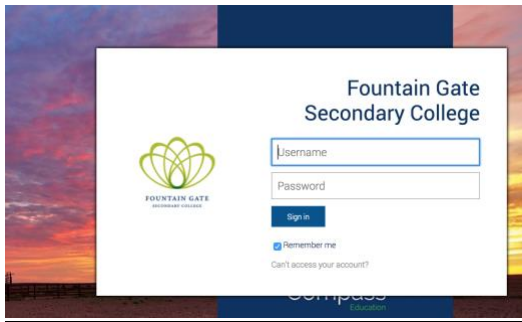 Fountain Gate
Secondary College
Username
Password
FOUNTAIN GATE
SECONDARY COLLEGE
Sign in
Remember me
Can't access your account?
Compass
Education